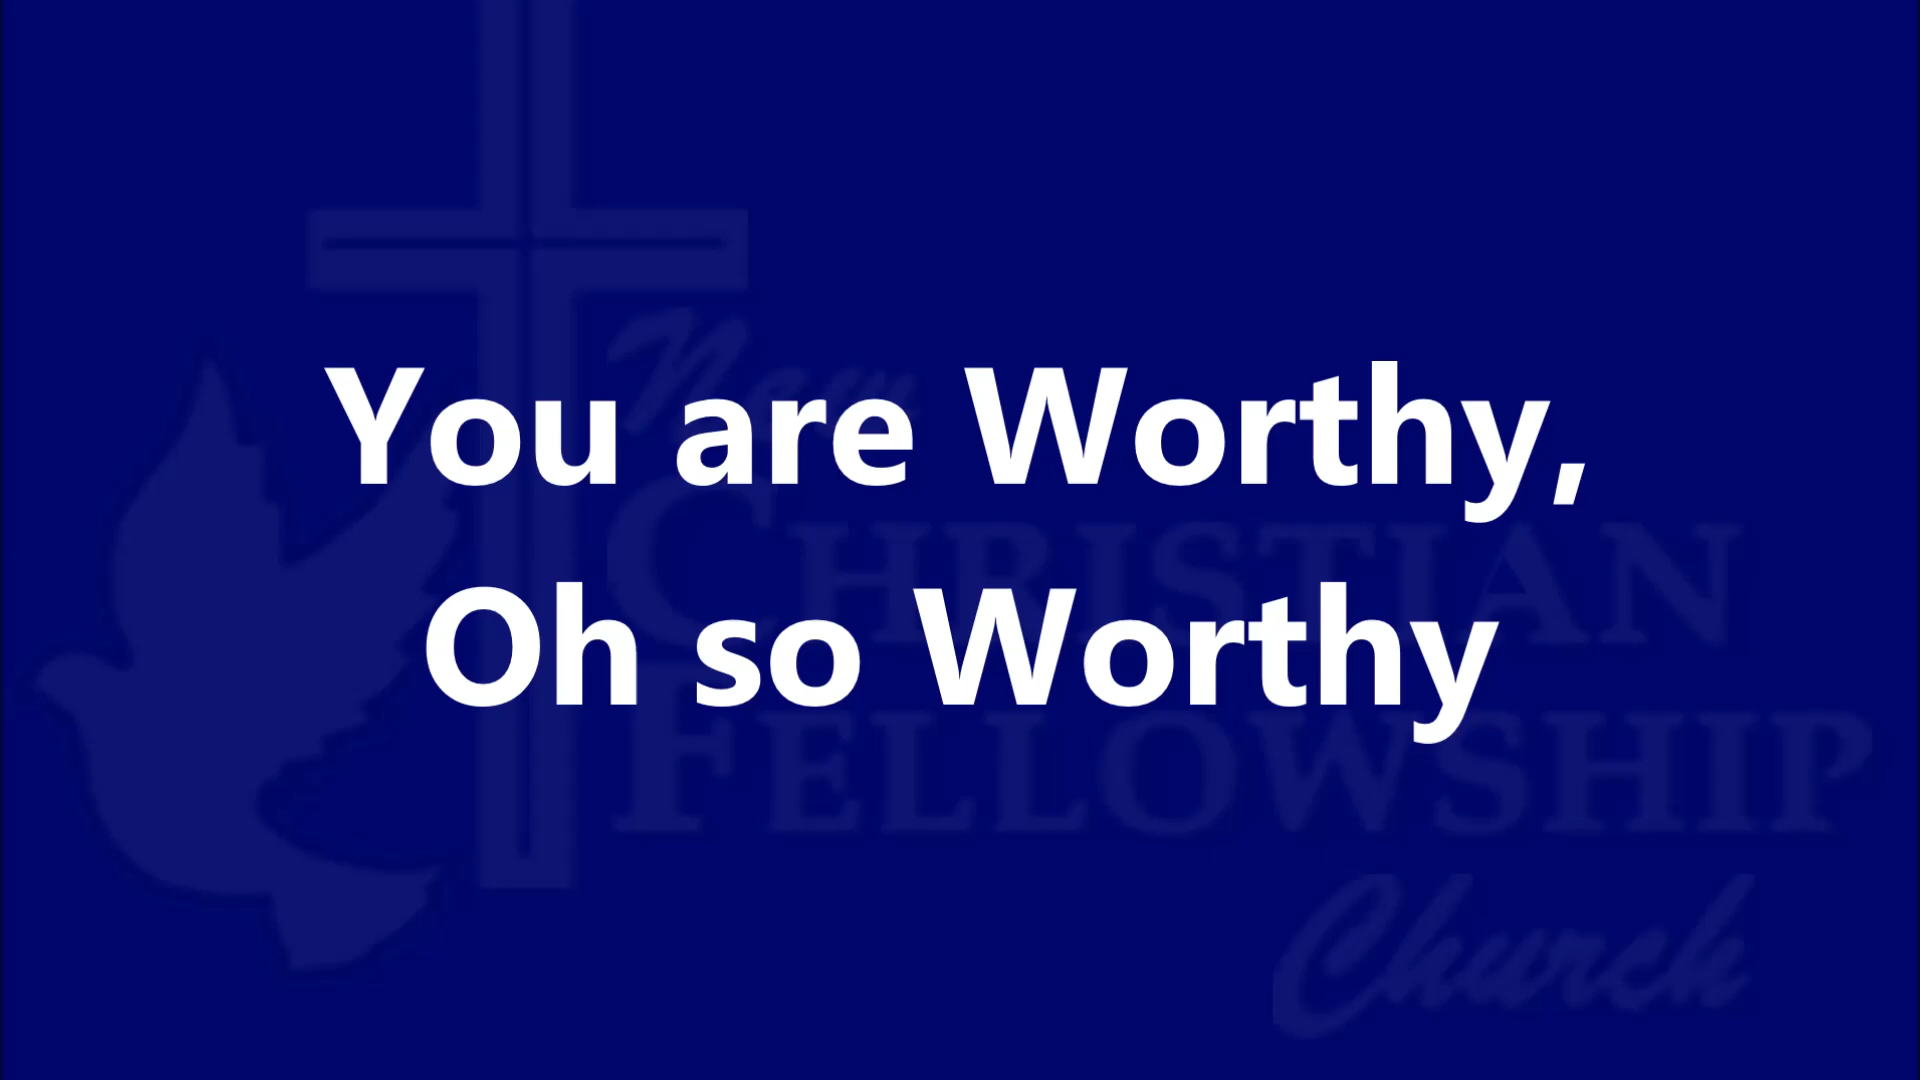 You are Worthy,
Oh so Worthy
New
CHRISTIAN
FELLOWSHIP
Church